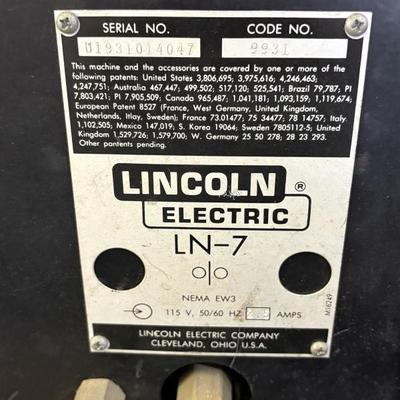 SERIAL NO.
CODE NO.
U1931014047
9931
This machine and the accessories are covered by one or more of the
following patents: United States 3,806,695; 3,975,616; 4,246,463;
4,247,751; Australia 467,447; 499,502; 517,120; 525,541; Brazil 79,787; PI
7,803,421; PI 7,905,509; Canada 965,487; 1,041,181; 1,093,159; 1,119,674;
European Patent 8527 (France, West Germany, United Kingdom,
Netherlands, Itlay, Sweden); France 73.01477; 75 34477; 78 14757; Italy
1,102,505; Mexico 147,019; S. Korea 19064; Sweden 7805112-5; United
Kingdom 1,529,726; 1,579,700; W. Germany 25 50 278; 28 23 293.
Other patents pending.
LINCOLN ®
ELECTRIC
LN-7
NEMA EW3
115 V, 50/60 HZ AMPS
M16249
LINCOLN ELECTRIC COMPANY
CLEVELAND, OHIO U.S.A.